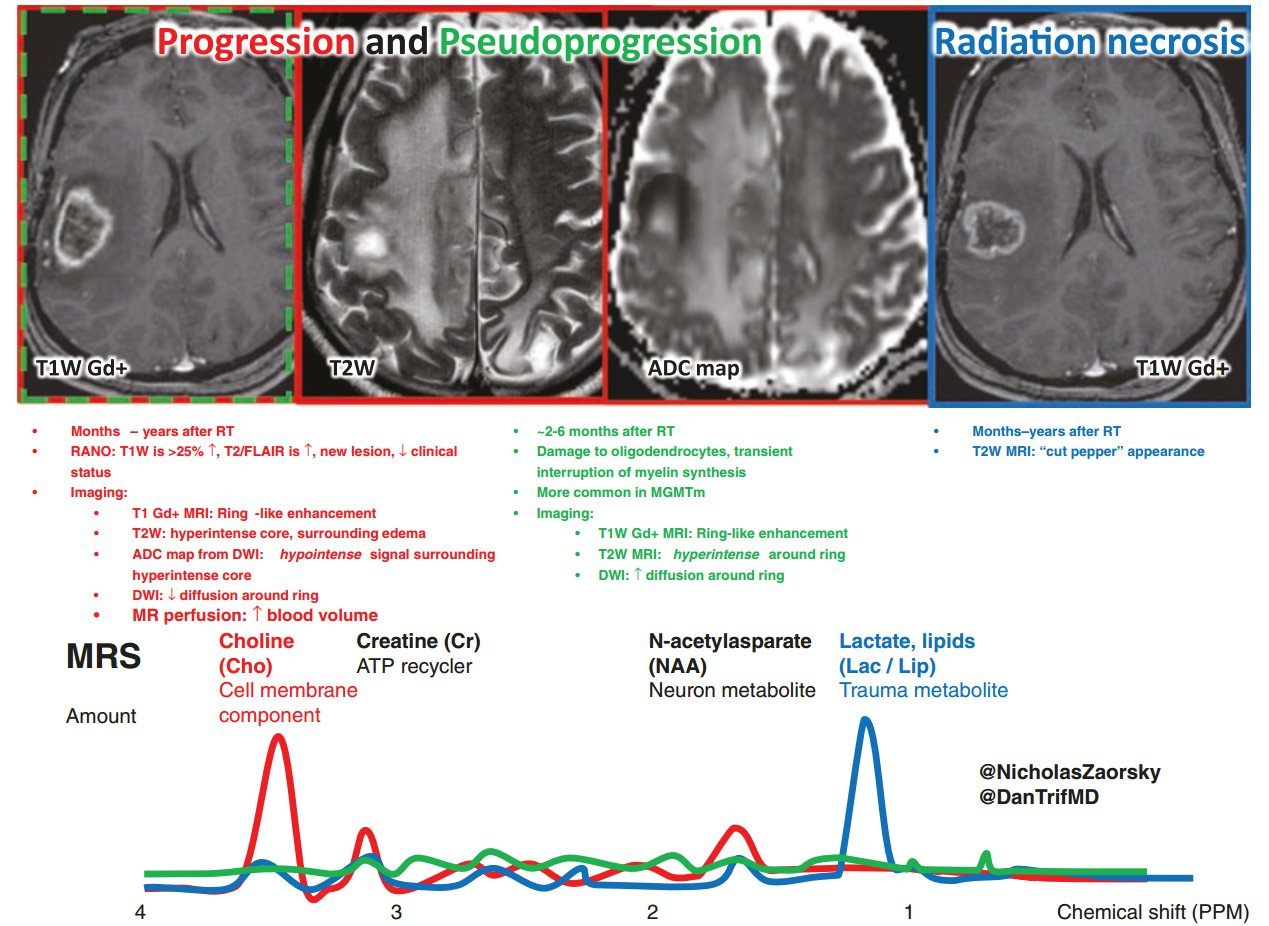 Progression and Pseudoprogression
Radiation necrosis
T1W Gd+
T2W
ADC map
T1W Gd+
• Months – years after RT
• RANO: T1W is >25% ↑, T2/FLAIR is ↑, new lesion, ↓ clinical
status
• Imaging:
• T1 Gd+ MRI: Ring -like enhancement
• T2W: hyperintense core, surrounding edema
• ADC map from DWI: hypointense signal surrounding
hyperintense core
• DWI: ↓ diffusion around ring
• MR perfusion: ↑ blood volume
• ~2-6 months after RT
• Damage to oligodendrocytes, transient
interruption of myelin synthesis
• More common in MGMTm
• Imaging:
• T1W Gd+ MRI: Ring-like enhancement
• T2W MRI: hyperintense around ring
• DWI: ↑ diffusion around ring
• Months–years after RT
• T2W MRI: “cut pepper” appearance
MRS
Amount
Choline
(Cho)
Cell membrane
component
Creatine (Cr)
ATP recycler
N-acetylasparate
(NAA)
Neuron metabolite
Lactate, lipids
(Lac / Lip)
Trauma metabolite
@NicholasZaorsky
@DanTrifMD
4
3
2
1
Chemical shift (PPM)